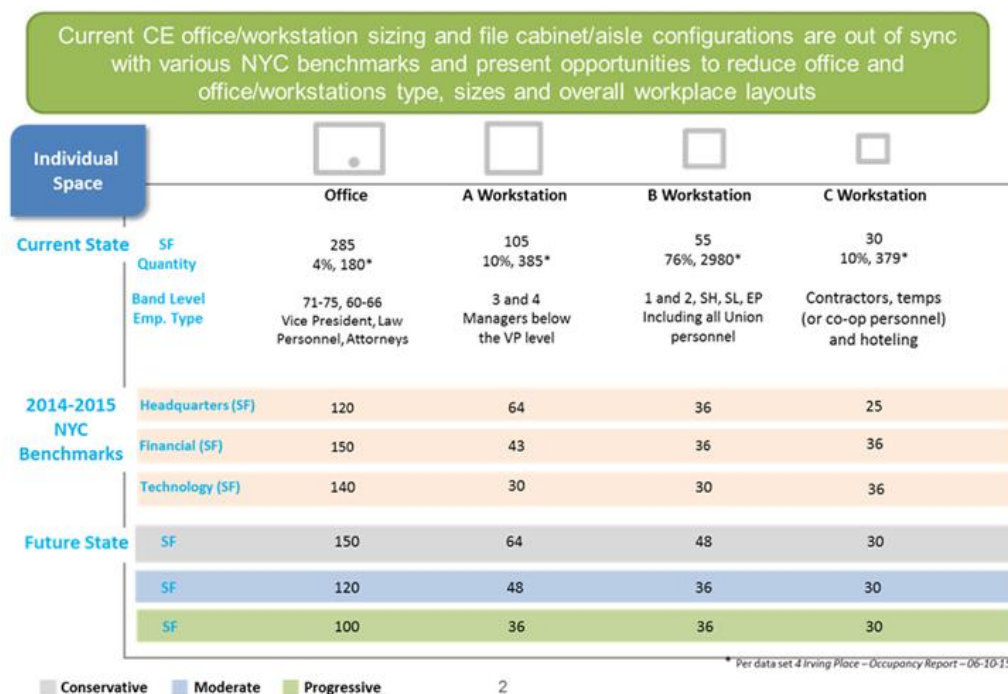 Current CE office/workstation sizing and file cabinet/aisle configurations are out of sync
with various NYC benchmarks and present opportunities to reduce office and
office/workstations type, sizes and overall workplace layouts
Individual
Space
Office A Workstation B Workstation C Workstation
Current State SF 285 105 55 30
Quantity 4%, 180* 10%, 385* 76%, 2980* 10%, 379*
Band Level 71-75, 60-66 3 and 4 1 and 2, SH, SL, EP Contractors, temps
Emp. Type Vice President, Law Managers below Including all Union (or co-op personnel)
Personnel, Attorneys the VP level personnel and hoteling
2014-2015 Headquarters (SF) 120 64 36 25
NYC
Benchmarks Financial (SF) 150 43 36 36
Technology (SF) 140 30 30 36
Future State SF 150 64 48 30
SF 120 48 36 30
SF 100 36 36 30
* Per data set 4 Irving Place – Occupancy Report – 06-10-15
Conservative Moderate Progressive 2